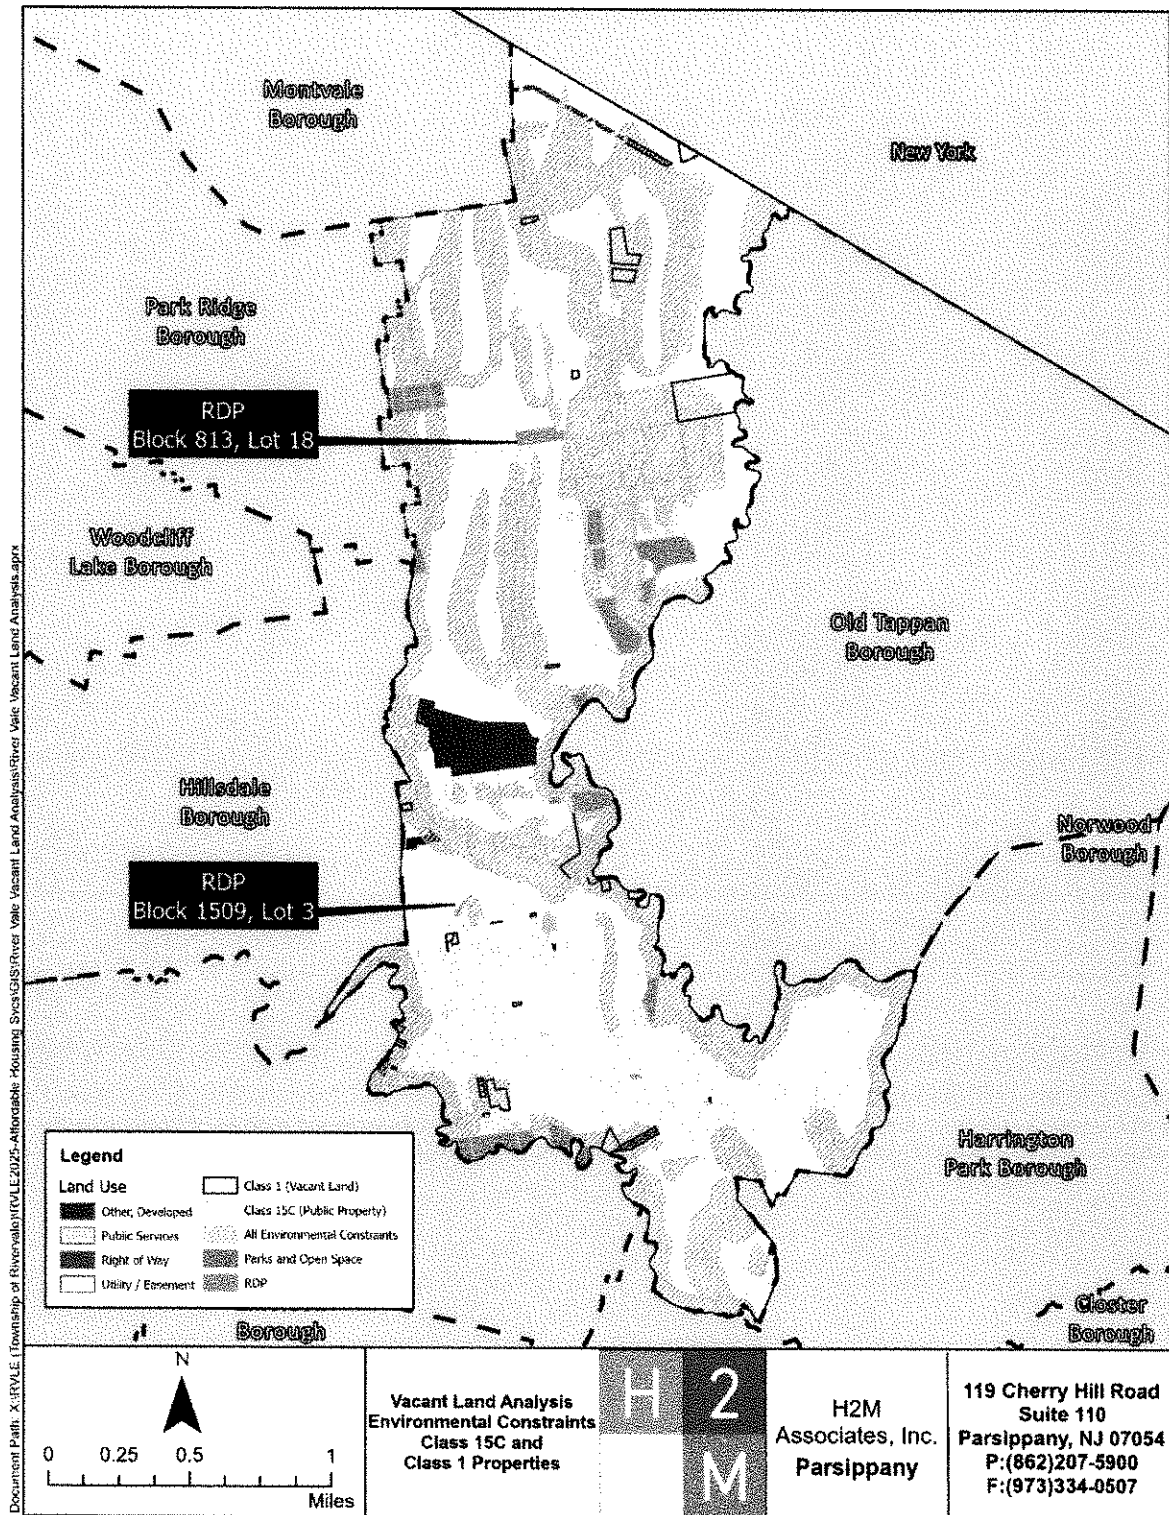 Montvale
Borough
New York
Park Ridge
Borough
RDP
Block 813, Lot 18
Woodcliff
Lake Borough
Old Tappan
Borough
Hillsdale
Borough
Norwood
Borough
RDP
Block 1509, Lot 3
Harrington
Park Borough
Closter
Borough
Borough
Legend
Land Use
Other, Developed
Public Services
Right of Way
Utility / Easement
Class 1 (Vacant Land)
Class 15C (Public Property)
All Environmental Constraints
Parks and Open Space
RDP
N
0 0.25 0.5 1
Miles
Vacant Land Analysis
Environmental Constraints
Class 15C and
Class 1 Properties
H 2
M
H2M
Associates, Inc.
Parsippany
119 Cherry Hill Road
Suite 110
Parsippany, NJ 07054
P:(862)207-5900
F:(973)334-0507